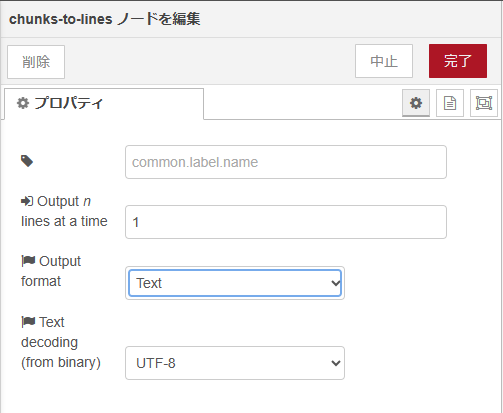 chunks-to-lines ノードを編集
削除
中止
完了
プロパティ
common.label.name
Output n
lines at a time
1
Output
format
Text
Text
decoding
(from binary)
UTF-8